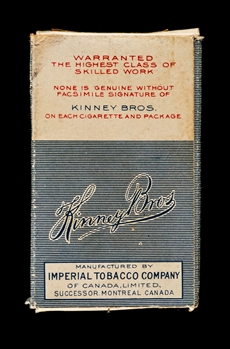 WARRANTED
THE HIGHEST CLASS OF
SKILLED WORK
NONE IS GENUINE WITHOUT
FACSIMILE SIGNATURE OF
KINNEY BROS.
ON EACH CIGARETTE AND PACKAGE
Kinney Bros
MANUFACTURED BY
IMPERIAL TOBACCO COMPANY
OF CANADA, LIMITED,
SUCCESSOR. MONTREAL CANADA